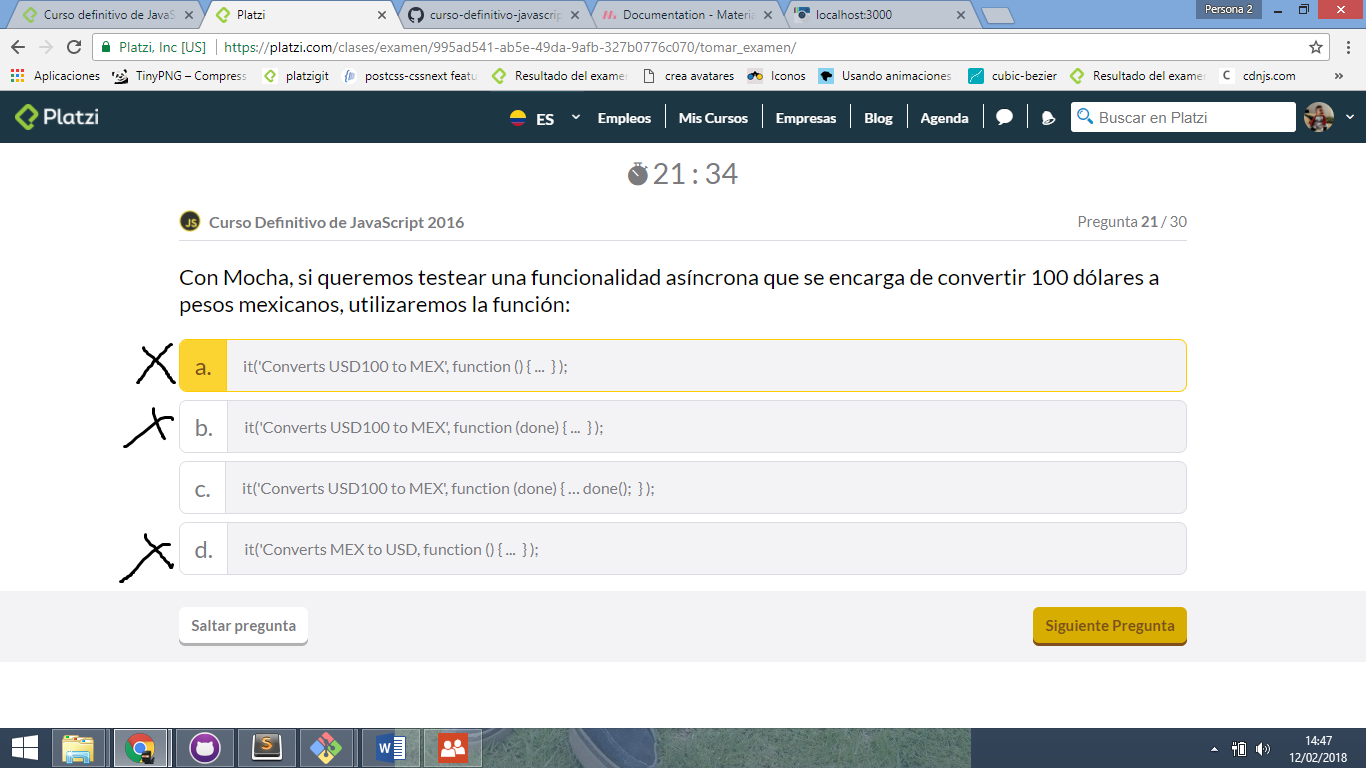 Curso definitivo de JavaS
Platzi
curso-definitivo-javascrip
Documentation - Materia
localhost:3000
Persona 2
Platzi, Inc [US]
https://platzi.com/clases/examen/995ad541-ab5e-49da-9afb-327b0776c070/tomar_examen/
Aplicaciones
TinyPNG – Compress
platzigit
postcss-cssnext featu
Resultado del examen
crea avatares
Iconos
Usando animaciones
cubic-bezier
Resultado del examen
C cdnjs.com
»
Platzi
ES
Empleos
Mis Cursos
Empresas
Blog
Agenda
Buscar en Platzi
21 : 34
JS
Curso Definitivo de JavaScript 2016
Pregunta 21 / 30
Con Mocha, si queremos testear una funcionalidad asíncrona que se encarga de convertir 100 dólares a
pesos mexicanos, utilizaremos la función:
a. it('Converts USD100 to MEX', function () { ... } );
b. it('Converts USD100 to MEX', function (done) { ... } );
c. it('Converts USD100 to MEX', function (done) { ... done(); } );
d. it('Converts MEX to USD, function () { ... } );
Saltar pregunta
Siguiente Pregunta
14:47
12/02/2018